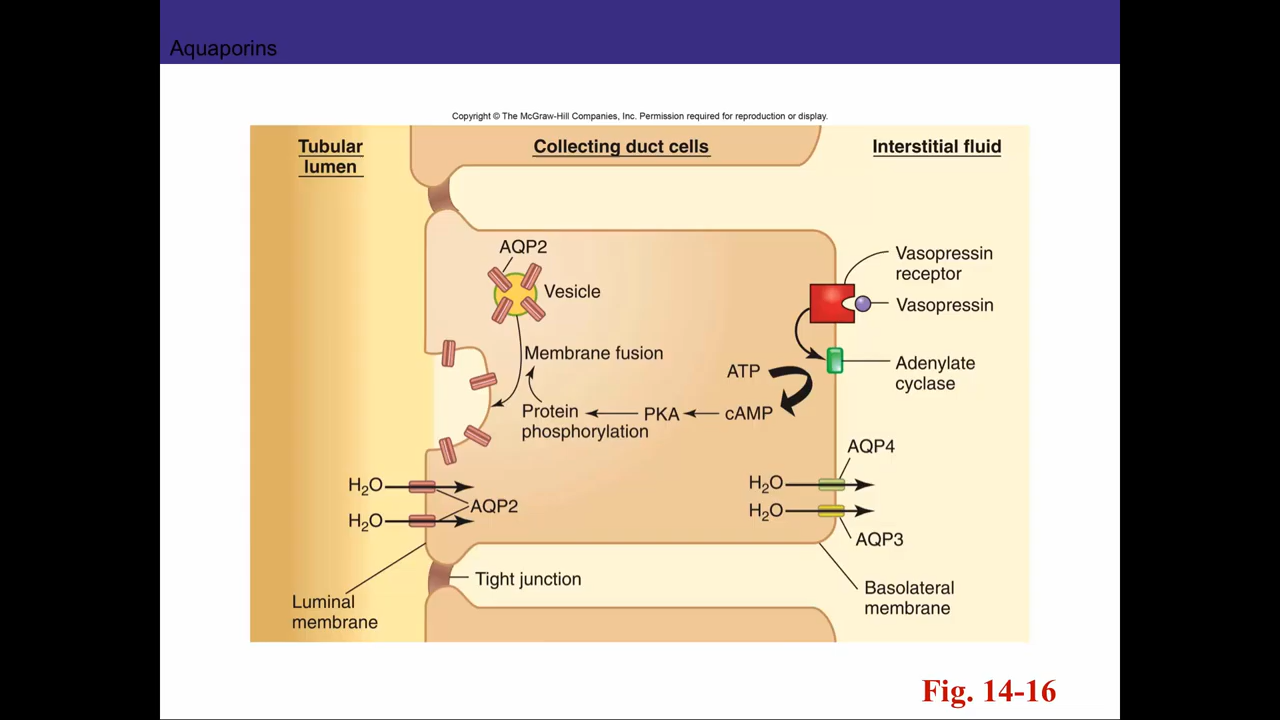 Aquaporins
Copyright © The McGraw-Hill Companies, Inc. Permission required for reproduction or display.
Tubular
lumen
Collecting duct cells
Interstitial fluid
AQP2
Vesicle
Vasopressin
receptor
Vasopressin
Membrane fusion
ATP
Adenylate
cyclase
Protein
phosphorylation
PKA
cAMP
AQP4
H₂O
H₂O
AQP2
H₂O
H₂O
AQP3
Tight junction
Luminal
membrane
Basolateral
membrane
Fig. 14-16